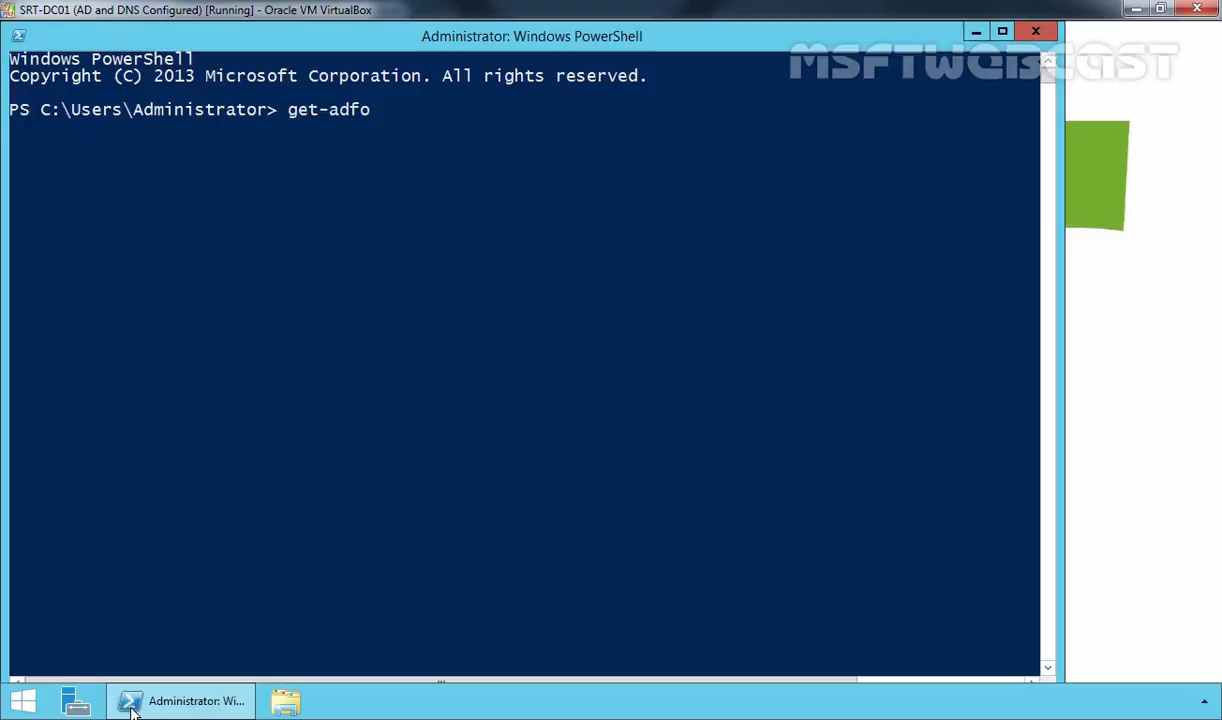 SRT-DC01 (AD and DNS Configured) [Running] - Oracle VM VirtualBox
Administrator: Windows PowerShell
MSFTWEBCAST
Windows PowerShell
Copyright (C) 2013 Microsoft Corporation. All rights reserved.
PS C:\Users\Administrator> get-adfo
Administrator: Wi...